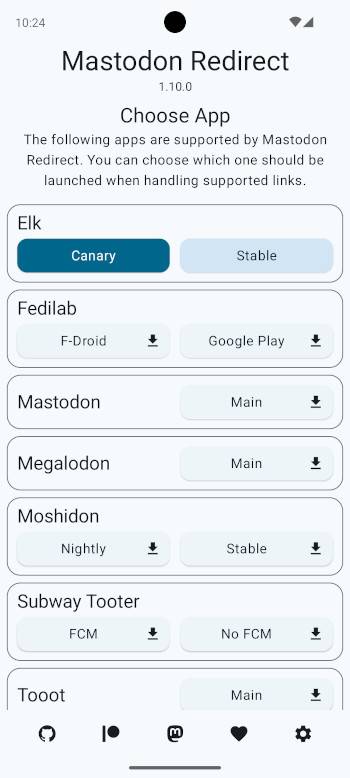 10:24
Mastodon Redirect
1.10.0
Choose App
The following apps are supported by Mastodon
Redirect. You can choose which one should be
launched when handling supported links.
Elk
Canary Stable
Fedilab
F-Droid Google Play
Mastodon Main
Megalodon Main
Moshidon
Nightly Stable
Subway Tooter
FCM No FCM
Tooot Main